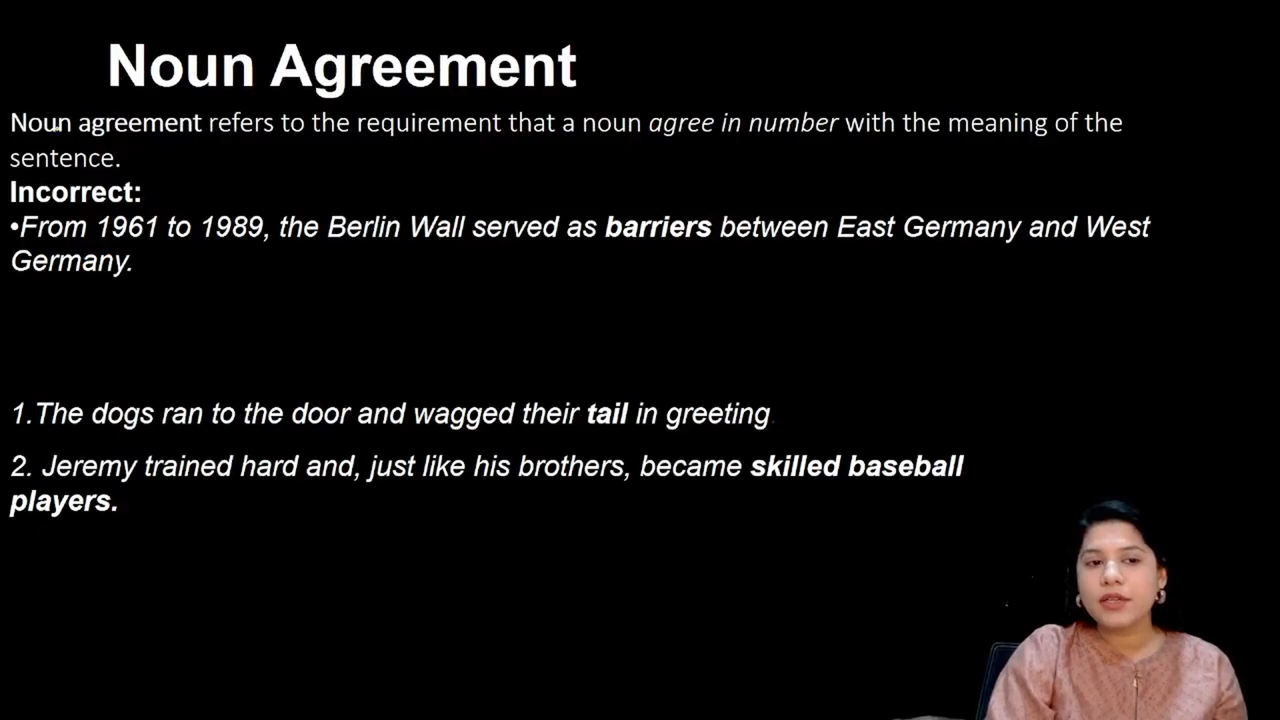 Noun Agreement
Noun agreement refers to the requirement that a noun agree in number with the meaning of the
sentence.
Incorrect:
•From 1961 to 1989, the Berlin Wall served as barriers between East Germany and West
Germany.
1.The dogs ran to the door and wagged their tail in greeting.
2. Jeremy trained hard and, just like his brothers, became skilled baseball
players.